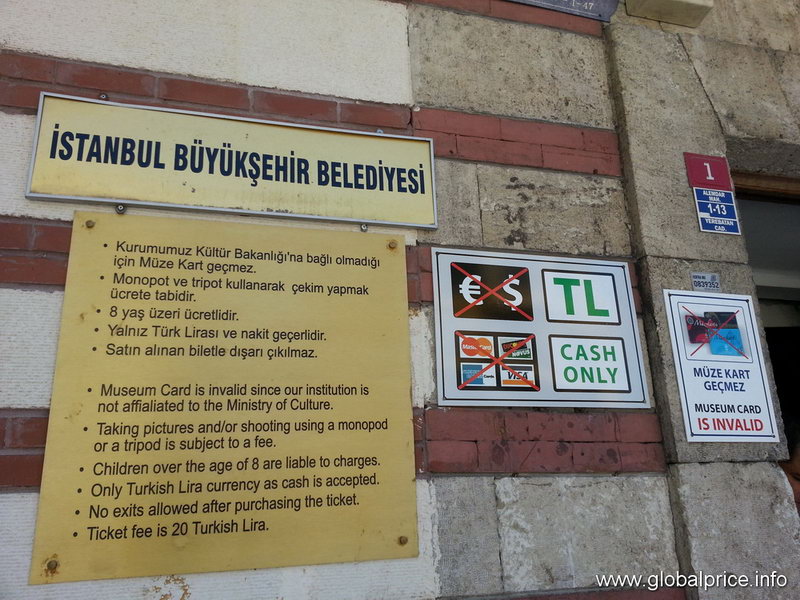 1-47
İSTANBUL BÜYÜKŞEHİR BELEDİYESİ
• Kurumumuz Kültür Bakanlığı'na bağlı olmadığı
için Müze Kart geçmez.
• Monopot ve tripot kullanarak çekim yapmak
ücrete tabidir.
• 8 yaş üzeri ücretlidir.
• Yalnız Türk Lirası ve nakit geçerlidir.
• Satın alınan biletle dışarı çıkılmaz.
• Museum Card is invalid since our institution is
not affialiated to the Ministry of Culture.
• Taking pictures and/or shooting using a monopod
or a tripod is subject to a fee.
• Children over the age of 8 are liable to charges.
• Only Turkish Lira currency as cash is accepted.
• No exits allowed after purchasing the ticket.
• Ticket fee is 20 Turkish Lira.
€ $
TL
MasterCard
VISA
CASH
ONLY
1
ALEMDAR
MAH.
1-13
YEREBATAN
CAD.
0839352
MÜZE KART
GEÇMEZ
MUSEUM CARD
IS INVALID
www.globalprice.info